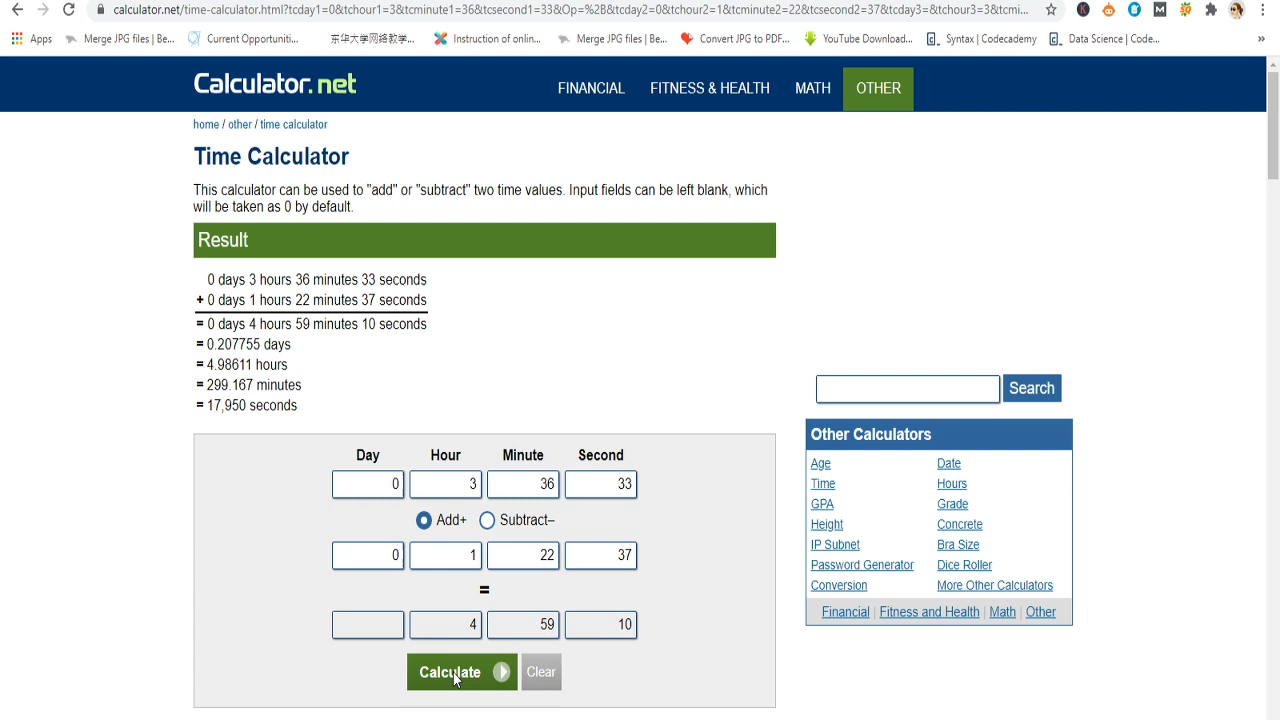 calculator.net/time-calculator.html?tcday1=0&tchour1=3&tcminute1=36&tcsecond1=33&Op=%2B&tcday2=0&tchour2=1&tcminute2=22&tcsecond2=37&tcday3=&tchour3=3&tcmi...
Apps Merge JPG files | Be... Current Opportuniti... 东华大学网络教学... Instruction of onlin... Merge JPG files | Be... Convert JPG to PDF... YouTube Download... Syntax | Codecademy Data Science | Code... »
Calculator.net FINANCIAL FITNESS & HEALTH MATH OTHER
home / other / time calculator
Time Calculator
This calculator can be used to "add" or "subtract" two time values. Input fields can be left blank, which
will be taken as 0 by default.
Result
0 days 3 hours 36 minutes 33 seconds
+ 0 days 1 hours 22 minutes 37 seconds
= 0 days 4 hours 59 minutes 10 seconds
= 0.207755 days
= 4.98611 hours
= 299.167 minutes
= 17,950 seconds
Day Hour Minute Second
0 3 36 33
Add+ Subtract–
0 1 22 37
=
4 59 10
Calculate Clear
Search
Other Calculators
Age Date
Time Hours
GPA Grade
Height Concrete
IP Subnet Bra Size
Password Generator Dice Roller
Conversion More Other Calculators
Financial | Fitness and Health | Math | Other